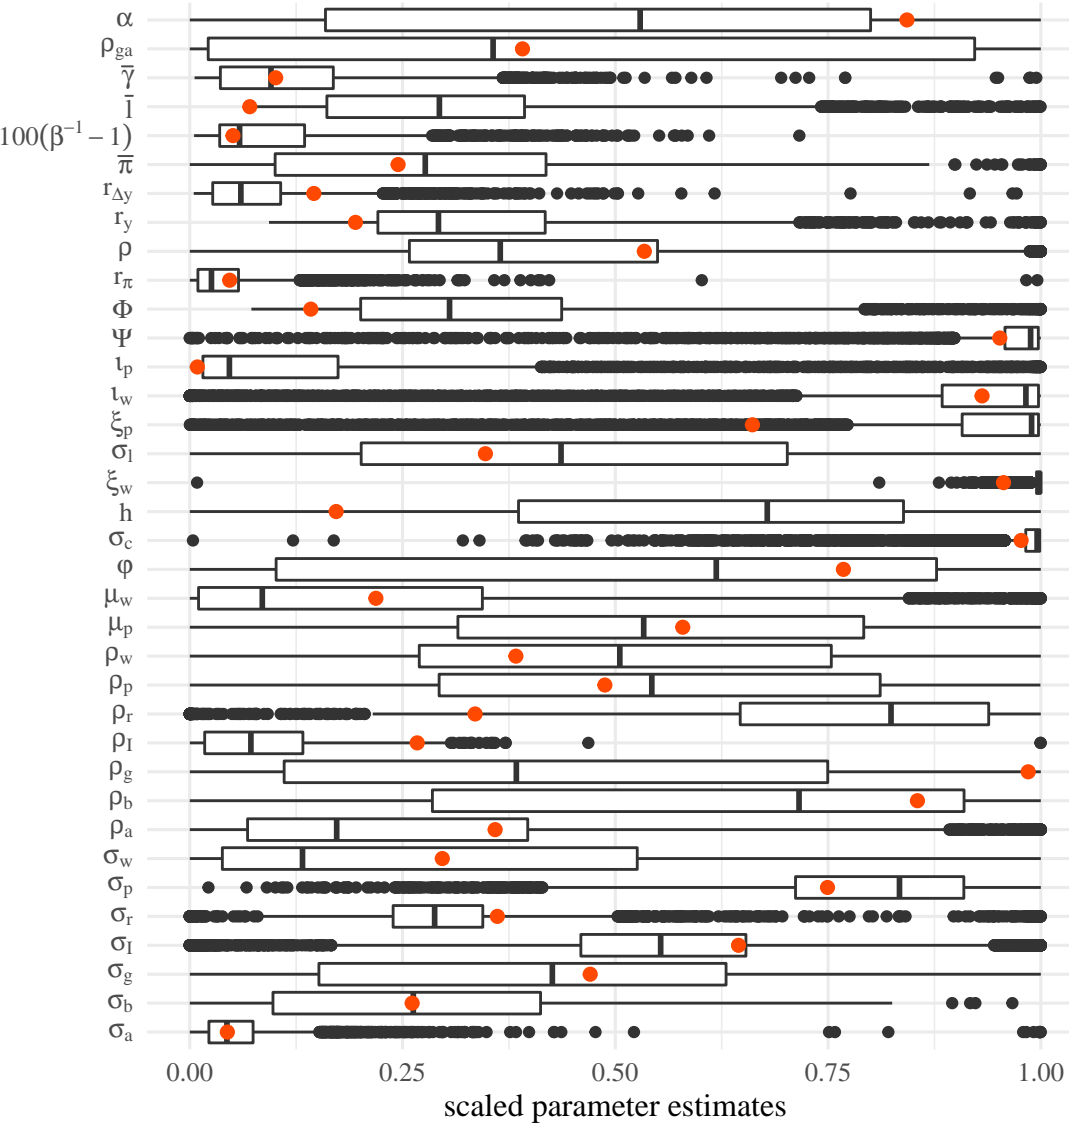 α
ρga
γ̄
l̄
100(β⁻¹ − 1)
π̄
rΔy
ry
ρ
rπ
Φ
Ψ
ιp
ιw
ξp
σl
ξw
h
σc
φ
μw
μp
ρw
ρp
ρr
ρI
ρg
ρb
ρa
σw
σp
σr
σI
σg
σb
σa
0.00 0.25 0.50 0.75 1.00
scaled parameter estimates